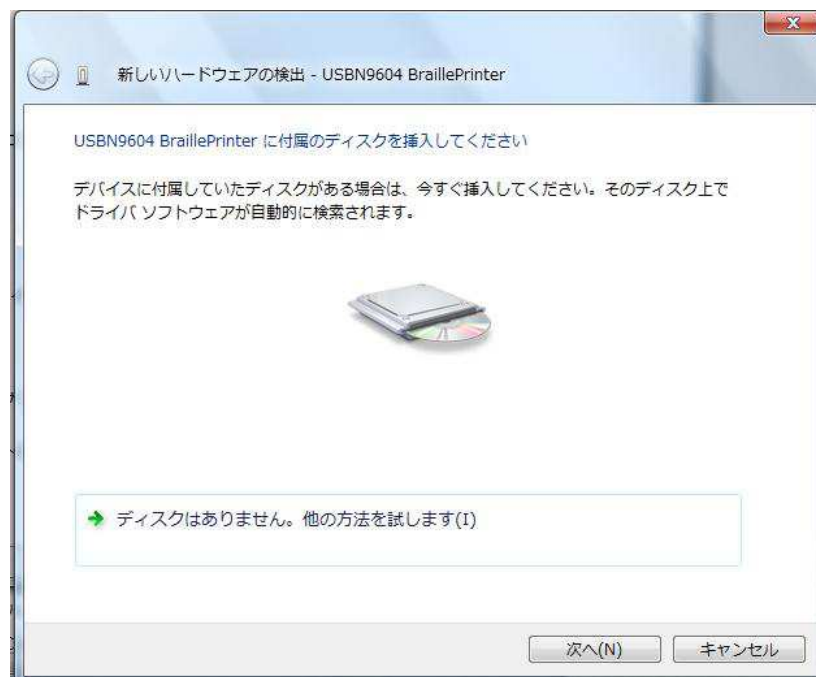 新しいハードウェアの検出 - USBN9604 BraillePrinter
USBN9604 BraillePrinter に付属のディスクを挿入してください
デバイスに付属していたディスクがある場合は、今すぐ挿入してください。そのディスク上で
ドライバ ソフトウェアが自動的に検索されます。
ディスクはありません。他の方法を試します(I)
次へ(N)
キャンセル